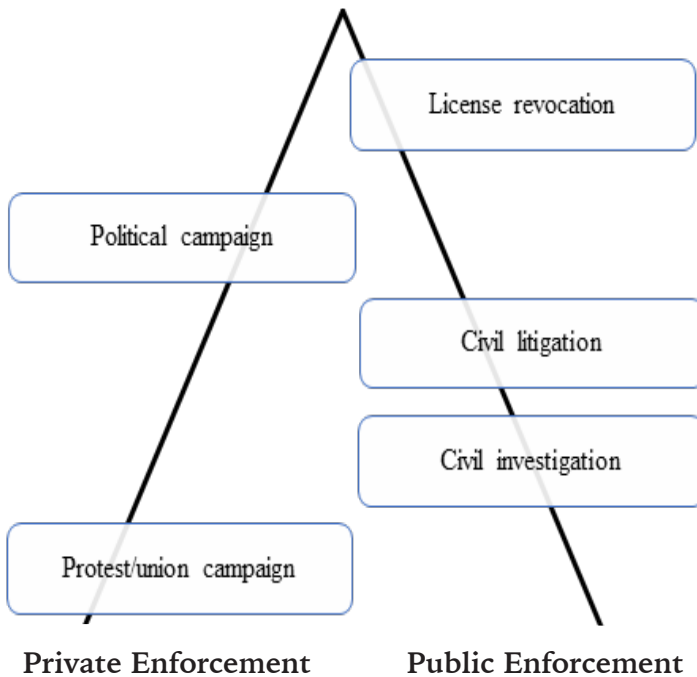 License revocation
Political campaign
Civil litigation
Civil investigation
Protest/union campaign
Private Enforcement
Public Enforcement